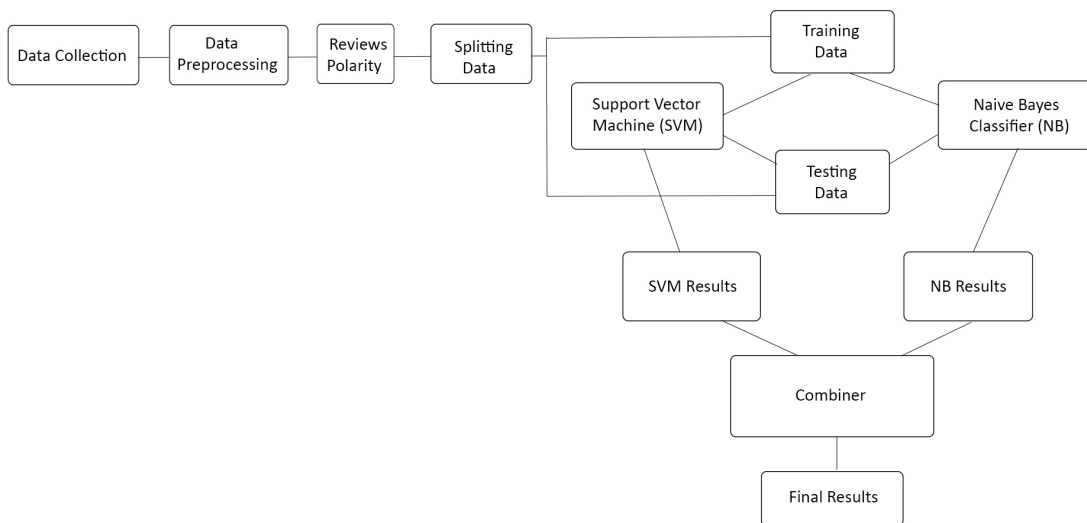 Data Collection
Data
Preprocessing
Reviews
Polarity
Splitting
Data
Training
Data
Support Vector
Machine (SVM)
Naive Bayes
Classifier (NB)
Testing
Data
SVM Results
NB Results
Combiner
Final Results